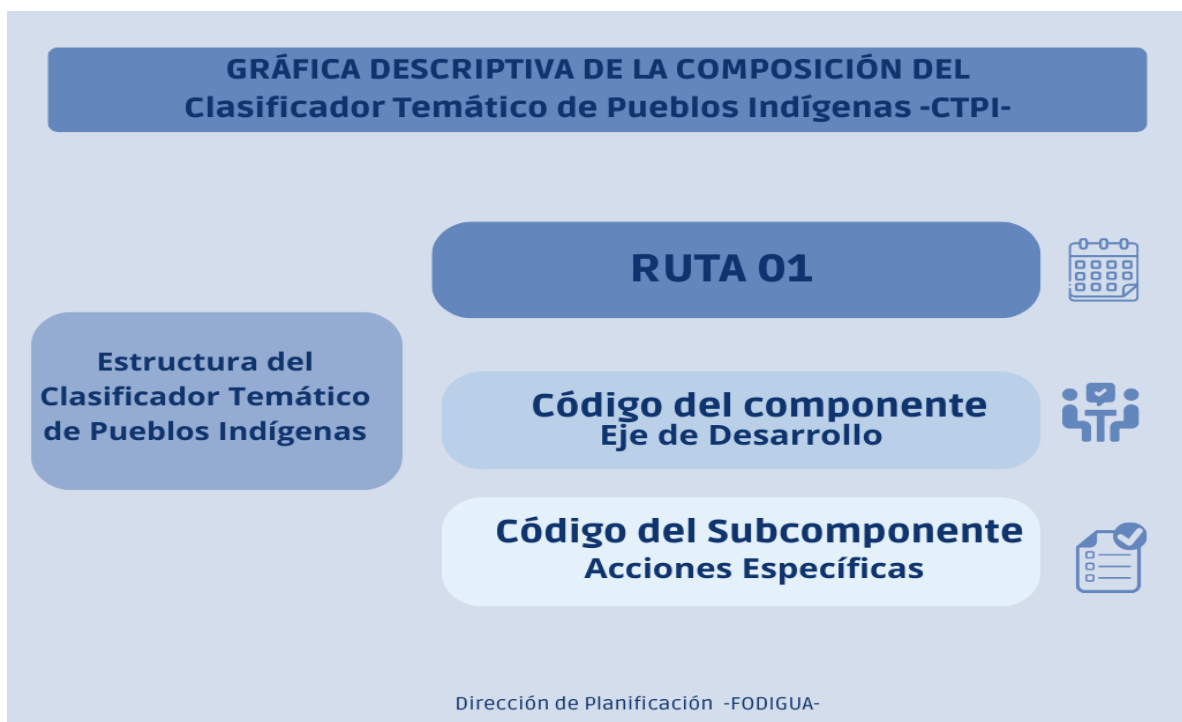 GRÁFICA DESCRIPTIVA DE LA COMPOSICIÓN DEL
Clasificador Temático de Pueblos Indígenas -CTPI-
RUTA 01
Estructura del
Clasificador Temático
de Pueblos Indígenas
Código del componente
Eje de Desarrollo
Código del Subcomponente
Acciones Específicas
Dirección de Planificación -FODIGUA-